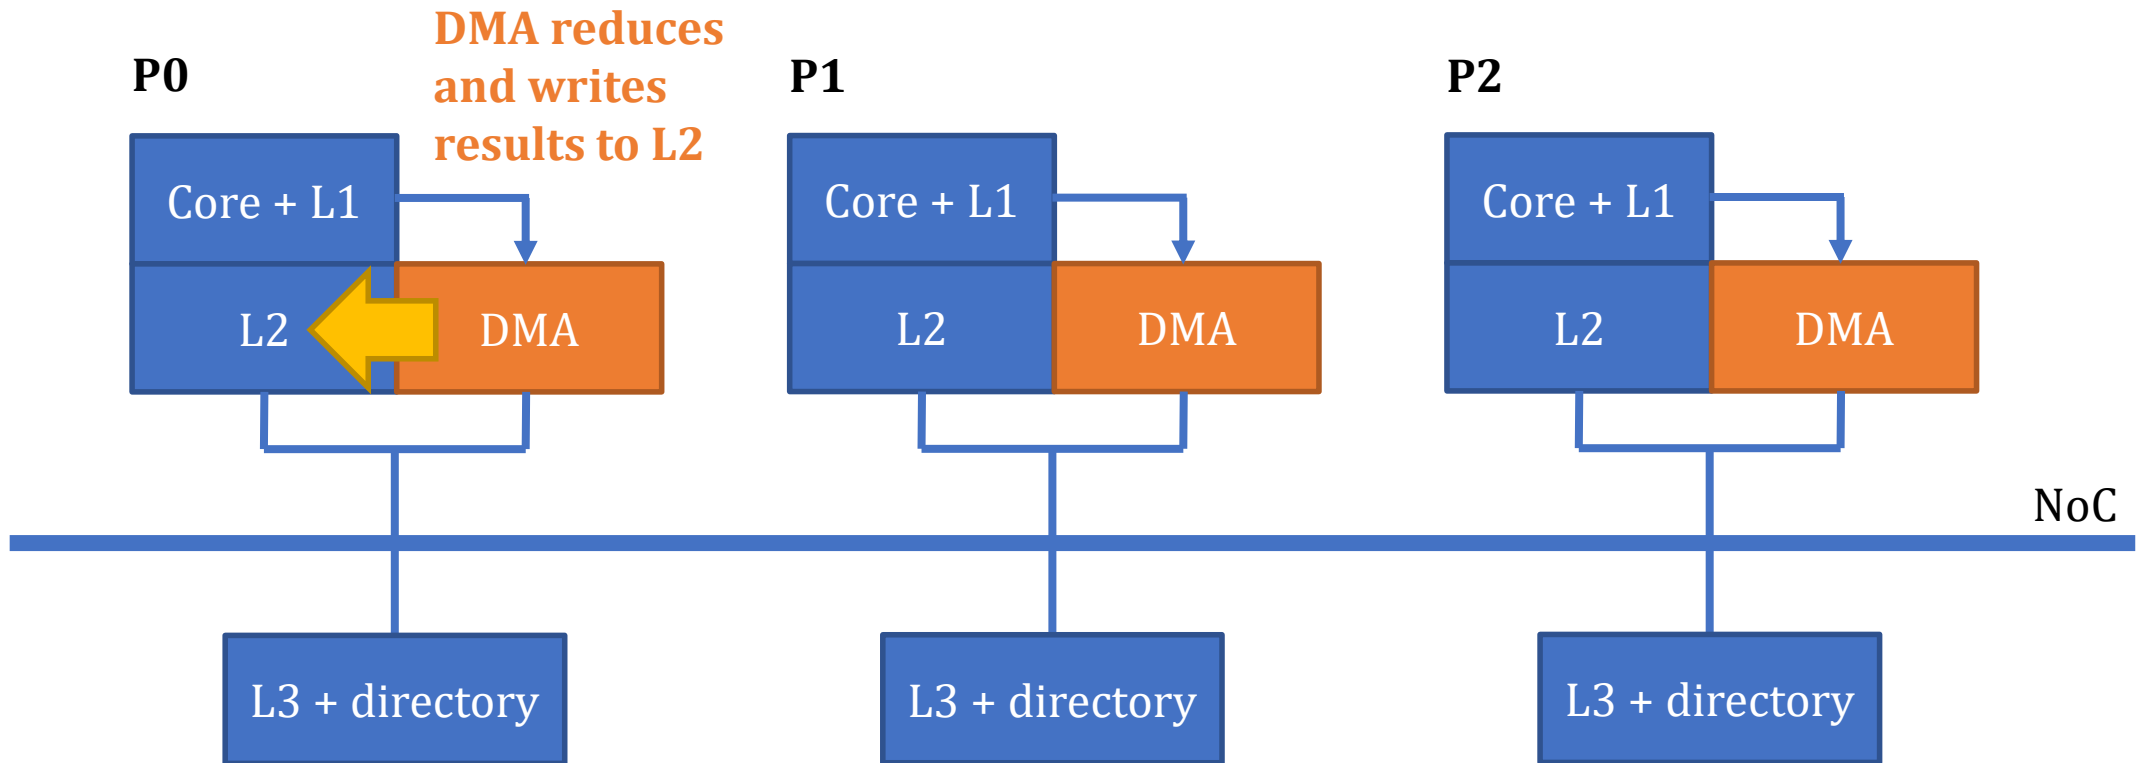 DMA reduces
and writes
results to L2
P0
P1
P2
Core + L1
Core + L1
Core + L1
L2
DMA
L2
DMA
L2
DMA
NoC
L3 + directory
L3 + directory
L3 + directory